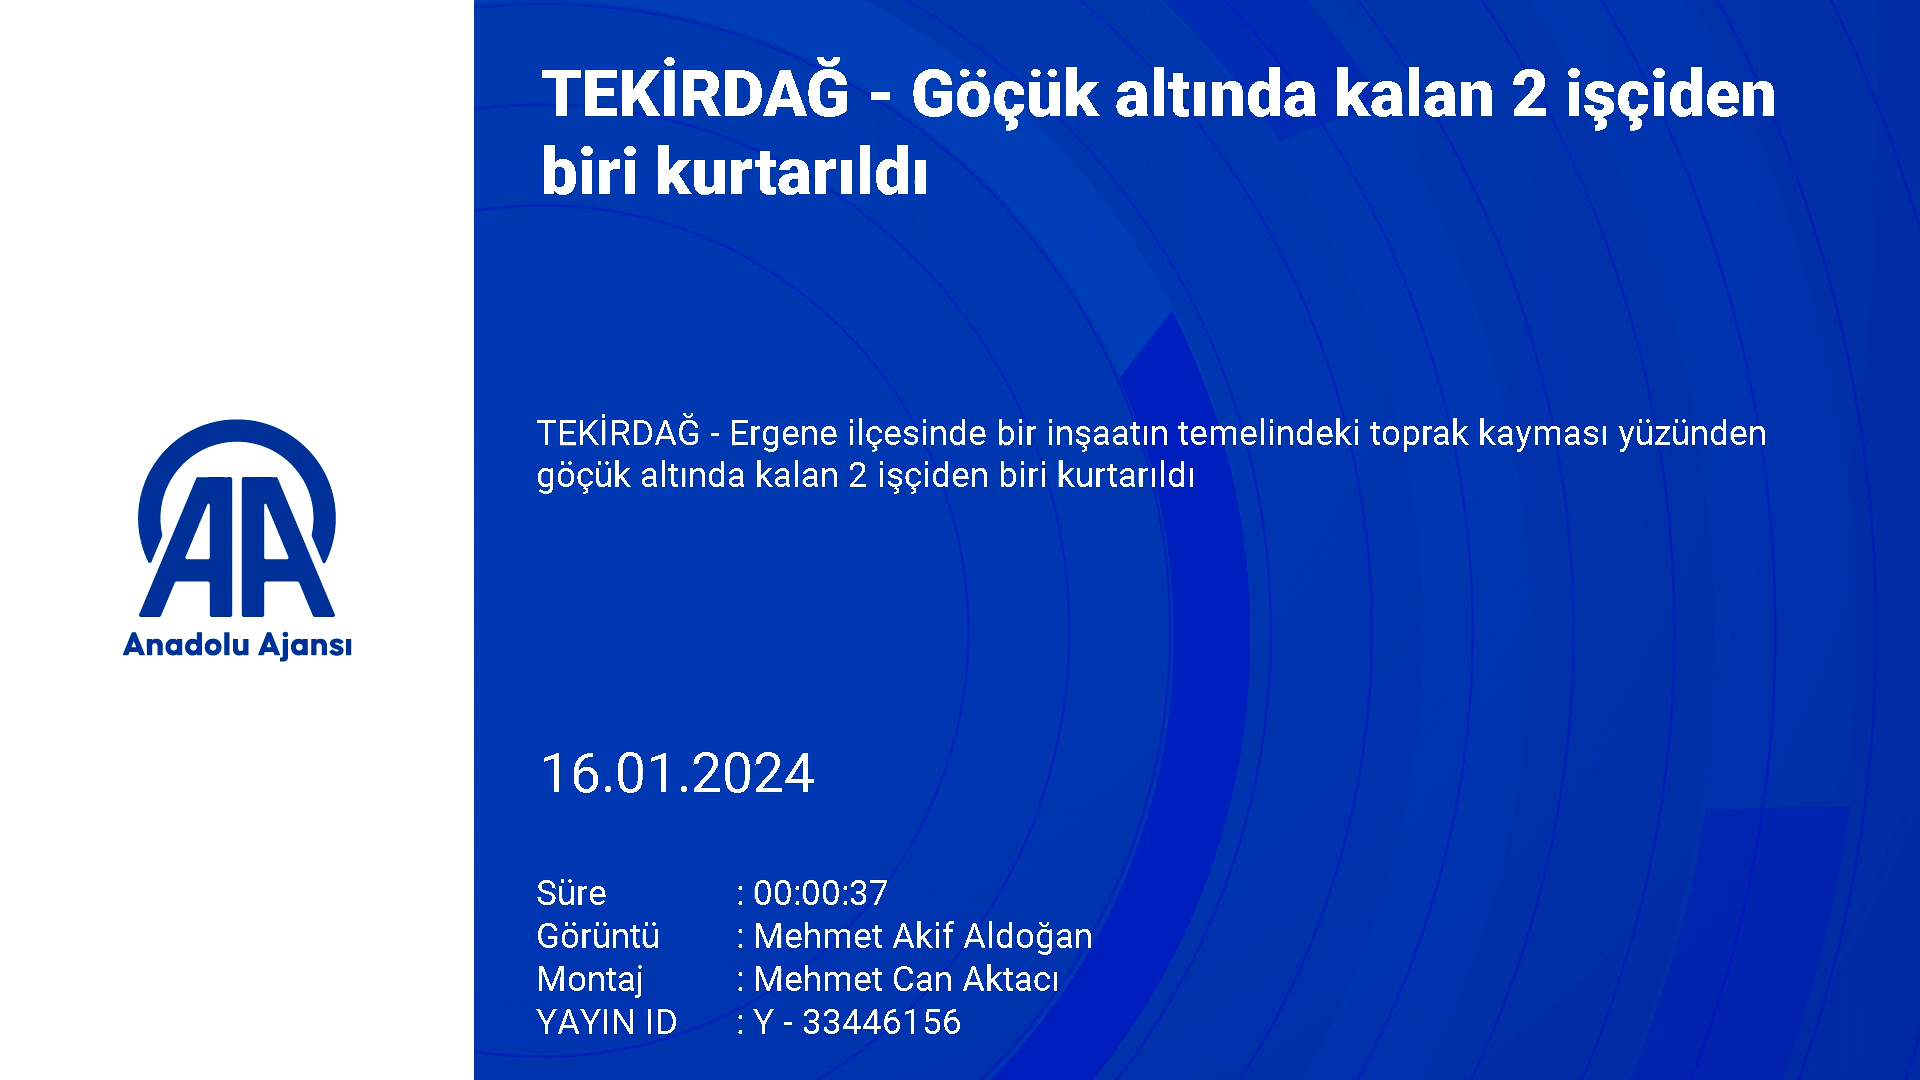 TEKİRDAĞ - Göçük altında kalan 2 işçiden
biri kurtarıldı
TEKİRDAĞ - Ergene ilçesinde bir inşaatın temelindeki toprak kayması yüzünden
göçük altında kalan 2 işçiden biri kurtarıldı
AA
Anadolu Ajansı
16.01.2024
Süre : 00:00:37
Görüntü : Mehmet Akif Aldoğan
Montaj : Mehmet Can Aktacı
YAYIN ID : Y - 33446156